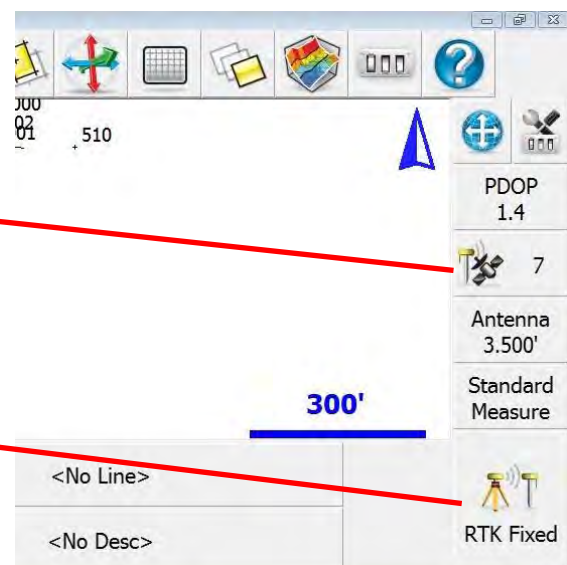 000
02
01
510
PDOP
1.4
7
Antenna
3.500'
300'
Standard
Measure
<No Line>
<No Desc>
RTK Fixed